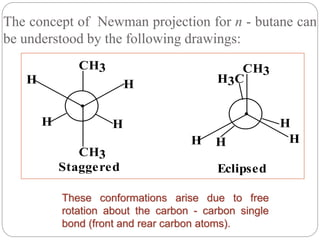 The concept of Newman projection for n - butane can
be understood by the following drawings:
CH3
H
H
H
H
CH3
Staggered
CH3
H3C
H
H
H
H
Eclipsed
These conformations arise due to free
rotation about the carbon - carbon single
bond (front and rear carbon atoms).